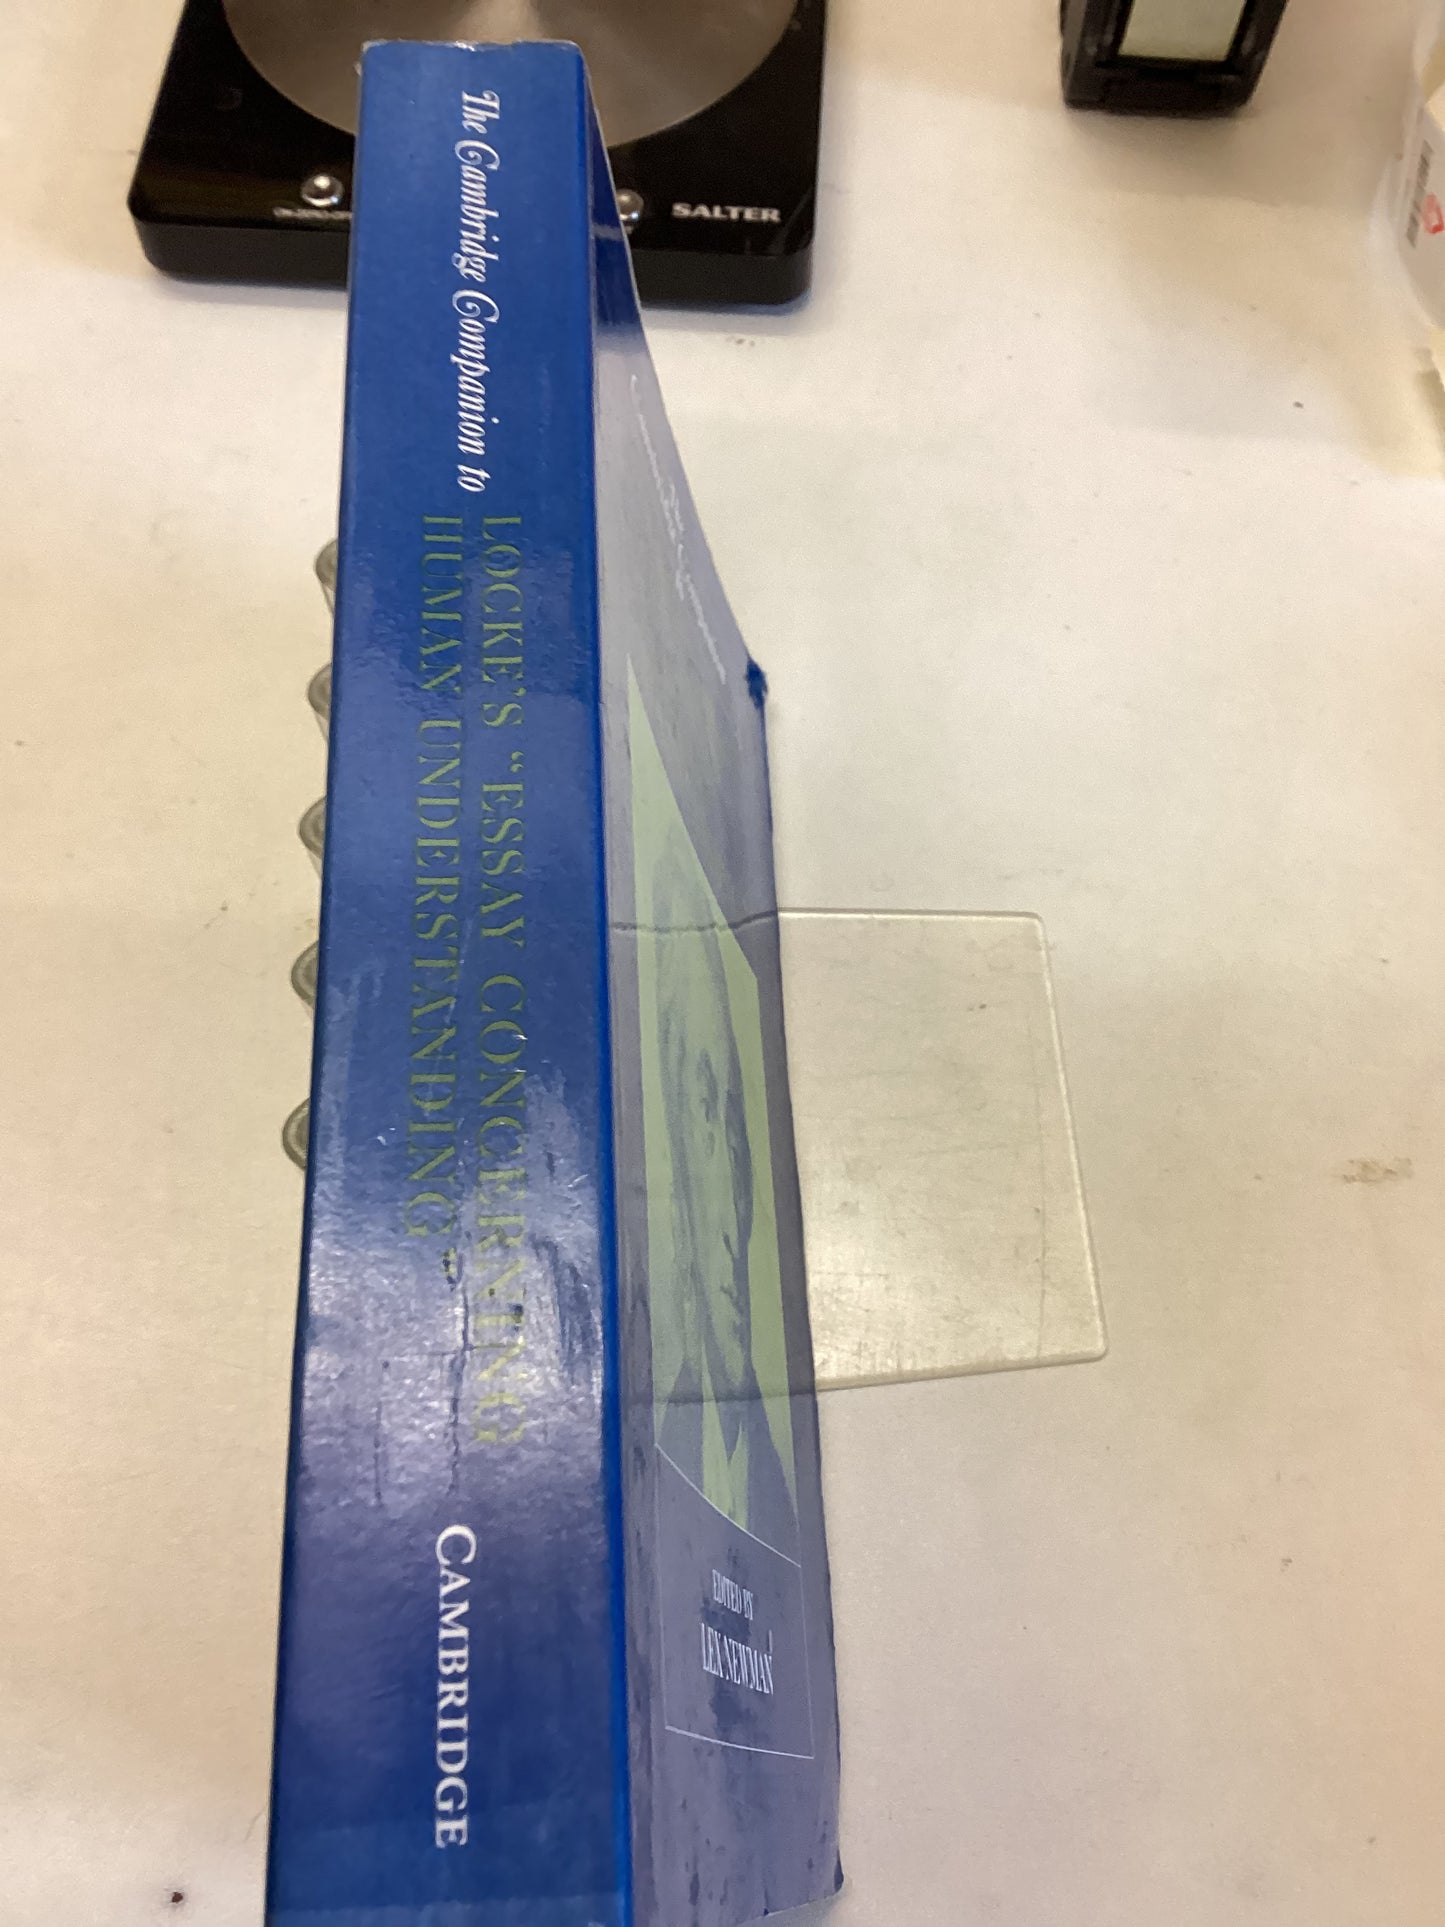 SALTER
The Cambridge Companion to
LOCKE'S "ESSAY CONCERNING
HUMAN UNDERSTANDING"
CAMBRIDGE
EDITED BY
LEX NEWMAN